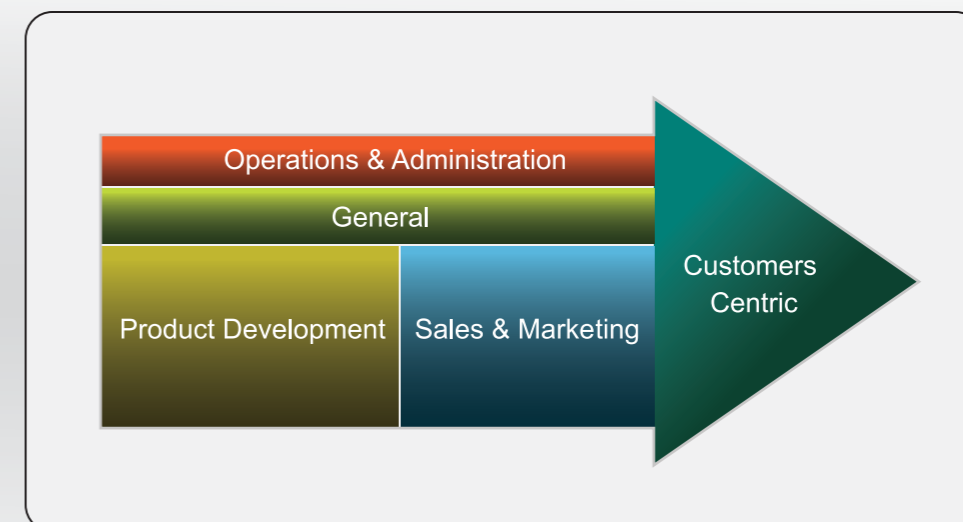 Operations & Administration
General
Product Development
Sales & Marketing
Customers
Centric